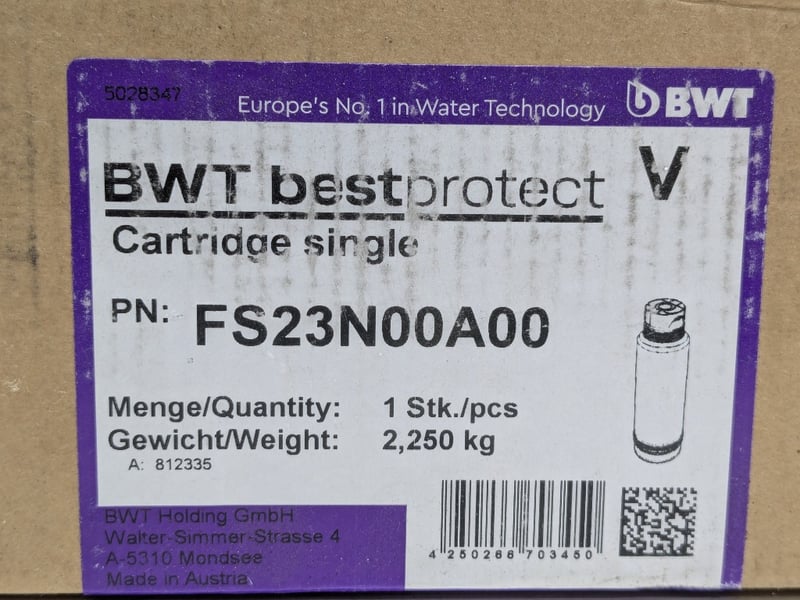 5028347
Europe's No. 1 in Water Technology
BWT
BWT bestprotect V
Cartridge single
PN: FS23N00A00
Menge/Quantity: 1 Stk./pcs
Gewicht/Weight: 2,250 kg
A: 812335
BWT Holding GmbH
Walter-Simmer-Strasse 4
A-5310 Mondsee
Made in Austria
4 250266 703450